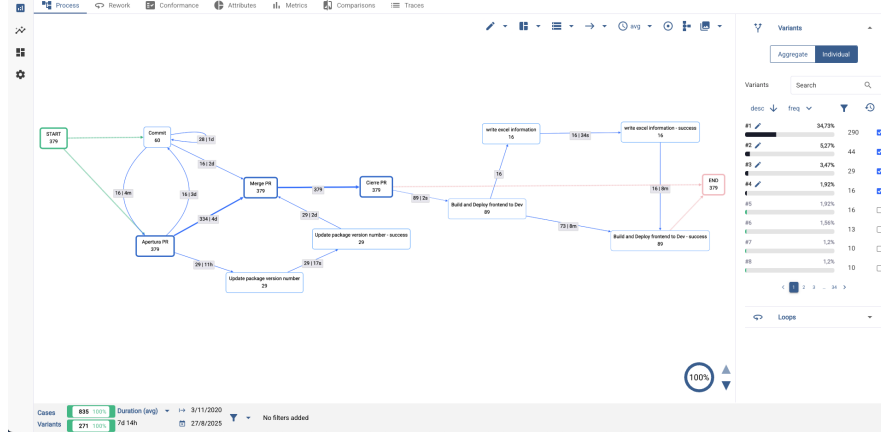 Process Rework Conformance Attributes Metrics Comparisons Traces
avg
START
379
Commit
60
28 | 1d
16 | 2d
16 | 4m
16 | 3d
Merge PR
379
379
Cierre PR
379
334 | 4d
Apertura PR
379
29 | 2d
Update package version number - success
29
29 | 11h
29 | 17s
Update package version number
29
write excel information
16
16 | 34s
write excel information - success
16
16
89 | 2s
Build and Deploy frontend to Dev
89
73 | 8m
16 | 8m
Build and Deploy frontend to Dev - success
89
END
379
100%
Variants
Aggregate Individual
Variants Search
desc freq
#1 34,73% 290
#2 5,27% 44
#3 3,47% 29
#4 1,92% 16
#5 1,92% 16
#6 1,56% 13
#7 1,2% 10
#8 1,2% 10
< 1 2 3 ... 34 >
Loops
Cases 835 100% Duration (avg) 3/11/2020
Variants 271 100% 7d 14h 27/8/2025
No filters added